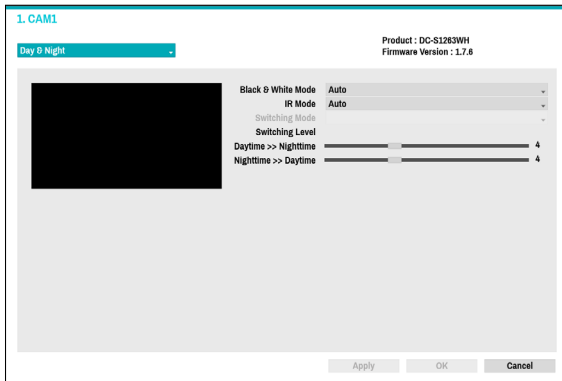 1. CAM1
Day & Night
Product : DC-S1263WH
Firmware Version : 1.7.6
Black & White Mode Auto
IR Mode Auto
Switching Mode
Switching Level
Daytime >> Nighttime 4
Nighttime >> Daytime 4
Apply OK Cancel